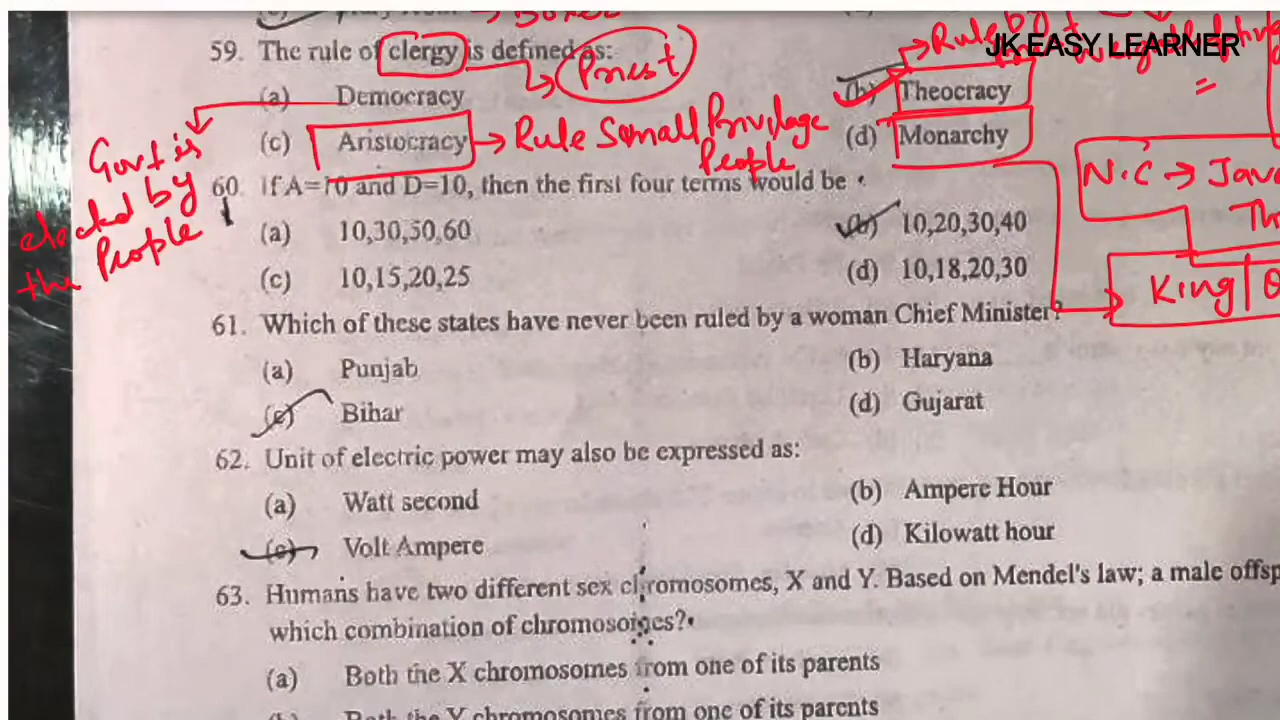 JK EASY LEARNER
59. The rule of clergy is defined as:
Priest
(a) Democracy
(b) Theocracy
(c) Aristocracy
Rule Small Privilage People
(d) Monarchy
Govt is elected by the People
N.C →
King|
60. If A=10 and D=10, then the first four terms would be
(a) 10,30,50,60
(b) 10,20,30,40
(c) 10,15,20,25
(d) 10,18,20,30
61. Which of these states have never been ruled by a woman Chief Minister?
(a) Punjab
(b) Haryana
(c) Bihar
(d) Gujarat
62. Unit of electric power may also be expressed as:
(a) Watt second
(b) Ampere Hour
(c) Volt Ampere
(d) Kilowatt hour
63. Humans have two different sex chromosomes, X and Y. Based on Mendel's law; a male
which combination of chromosomes?
(a) Both the X chromosomes from one of its parents
Both the Y chromosomes from one of its parents